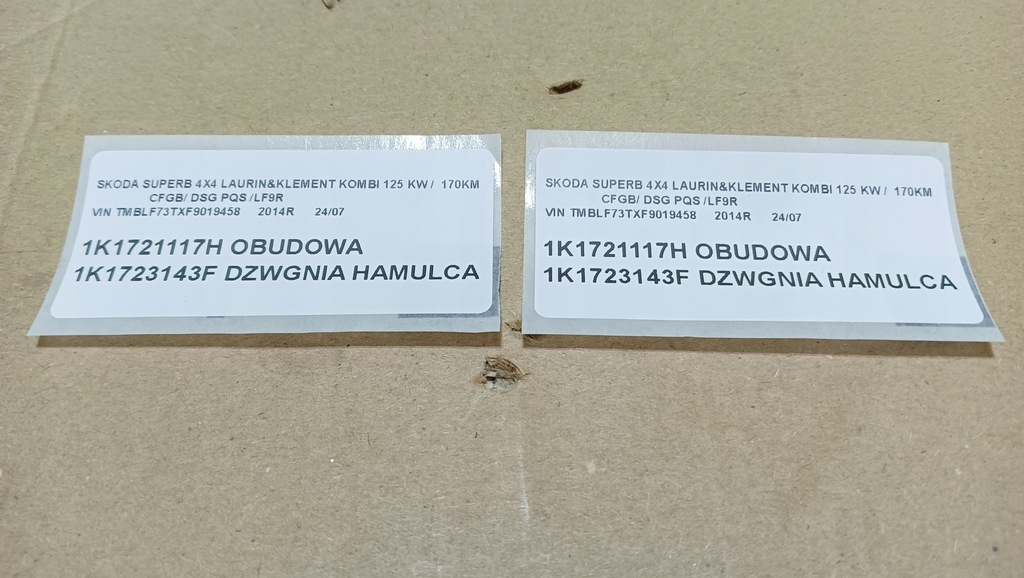 SKODA SUPERB 4X4 LAURIN&KLEMENT KOMBI 125 KW / 170KM
CFGB/ DSG PQS /LF9R
VIN TMBLF73TXF9019458 2014R 24/07
1K1721117H OBUDOWA
1K1723143F DZWGNIA HAMULCA
SKODA SUPERB 4X4 LAURIN&KLEMENT KOMBI 125 KW / 170KM
CFGB/ DSG PQS /LF9R
VIN TMBLF73TXF9019458 2014R 24/07
1K1721117H OBUDOWA
1K1723143F DZWGNIA HAMULCA